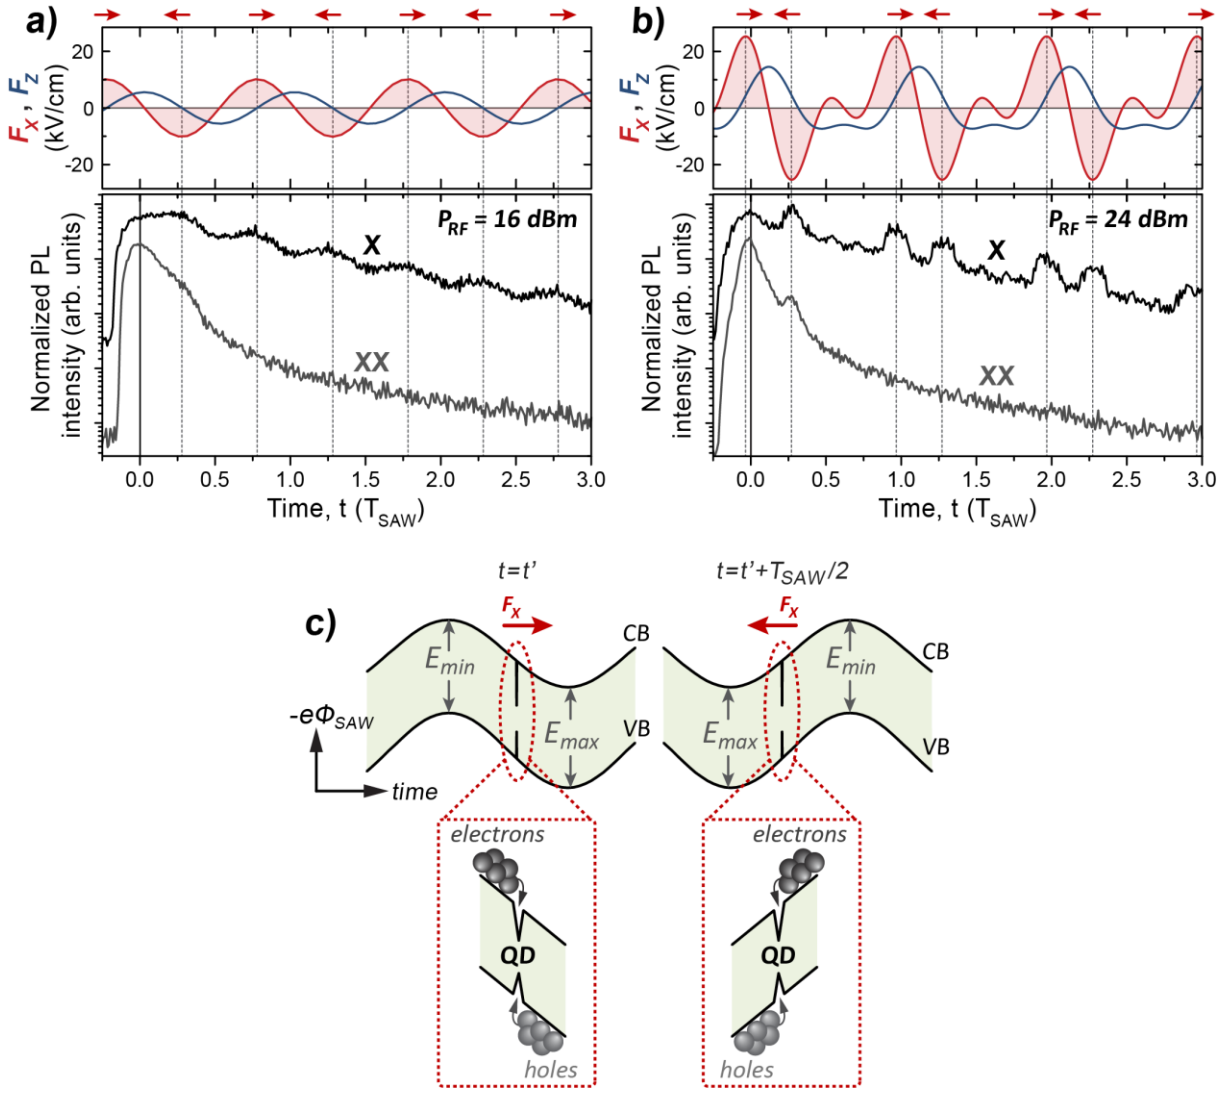 a)
F_X, F_Z
(kV/cm)
20
0
-20
P_RF = 16 dBm
X
XX
Normalized PL
intensity (arb. units)
0.0 0.5 1.0 1.5 2.0 2.5 3.0
Time, t (T_SAW)
b)
F_X, F_Z
(kV/cm)
20
0
-20
P_RF = 24 dBm
X
XX
Normalized PL
intensity (arb. units)
0.0 0.5 1.0 1.5 2.0 2.5 3.0
Time, t (T_SAW)
c)
t=t'
F_X
CB
E_min
E_max
VB
-eΦ_SAW
time
electrons
QD
holes
t=t'+T_SAW/2
F_X
CB
E_min
E_max
VB
electrons
QD
holes